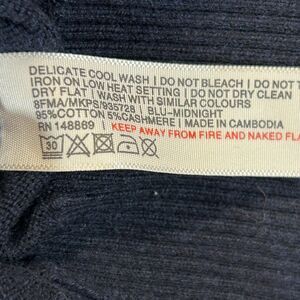 DELICATE COOL WASH | DO NOT BLEACH | DO NOT T
IRON ON LOW HEAT SETTING | DO NOT DRY CLEAN
DRY FLAT | WASH WITH SIMILAR COLOURS
8FMA/MKPS/935728 | BLU-MIDNIGHT
95%COTTON 5%CASHMERE | MADE IN CAMBODIA
RN 148869 | KEEP AWAY FROM FIRE AND NAKED FLA
30